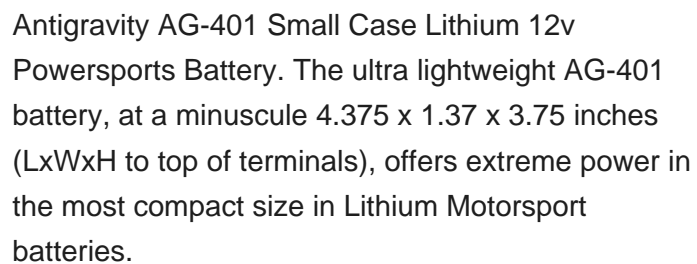 Antigravity AG-401 Small Case Lithium 12v
Powersports Battery. The ultra lightweight AG-401
battery, at a minuscule 4.375 x 1.37 x 3.75 inches
(LxWxH to top of terminals), offers extreme power in
the most compact size in Lithium Motorsport
batteries.